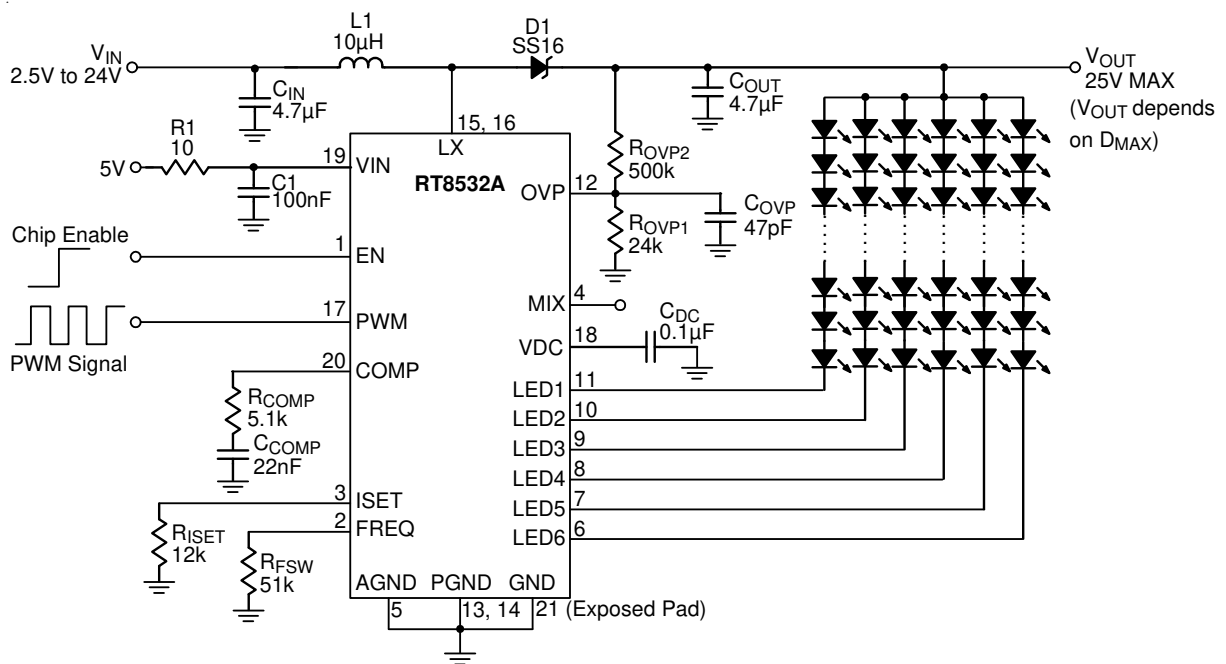 L1
10µH
D1
SS16
VIN
2.5V to 24V
CIN
4.7µF
COUT
4.7µF
VOUT
25V MAX
(VOUT depends
on DMAX)
R1
10
5V
C1
100nF
15, 16
LX
RT8532A
19
VIN
ROVP2
500k
OVP
12
ROVP1
24k
COVP
47pF
Chip Enable
1
EN
17
PWM
PWM Signal
20
COMP
RCOMP
5.1k
CCOMP
22nF
MIX
4
VDC
18
CDC
0.1µF
LED1
11
LED2
10
LED3
9
LED4
8
LED5
7
LED6
6
3
ISET
2
FREQ
RISET
12k
RFSW
51k
AGND
PGND
GND
5
13, 14
21 (Exposed Pad)